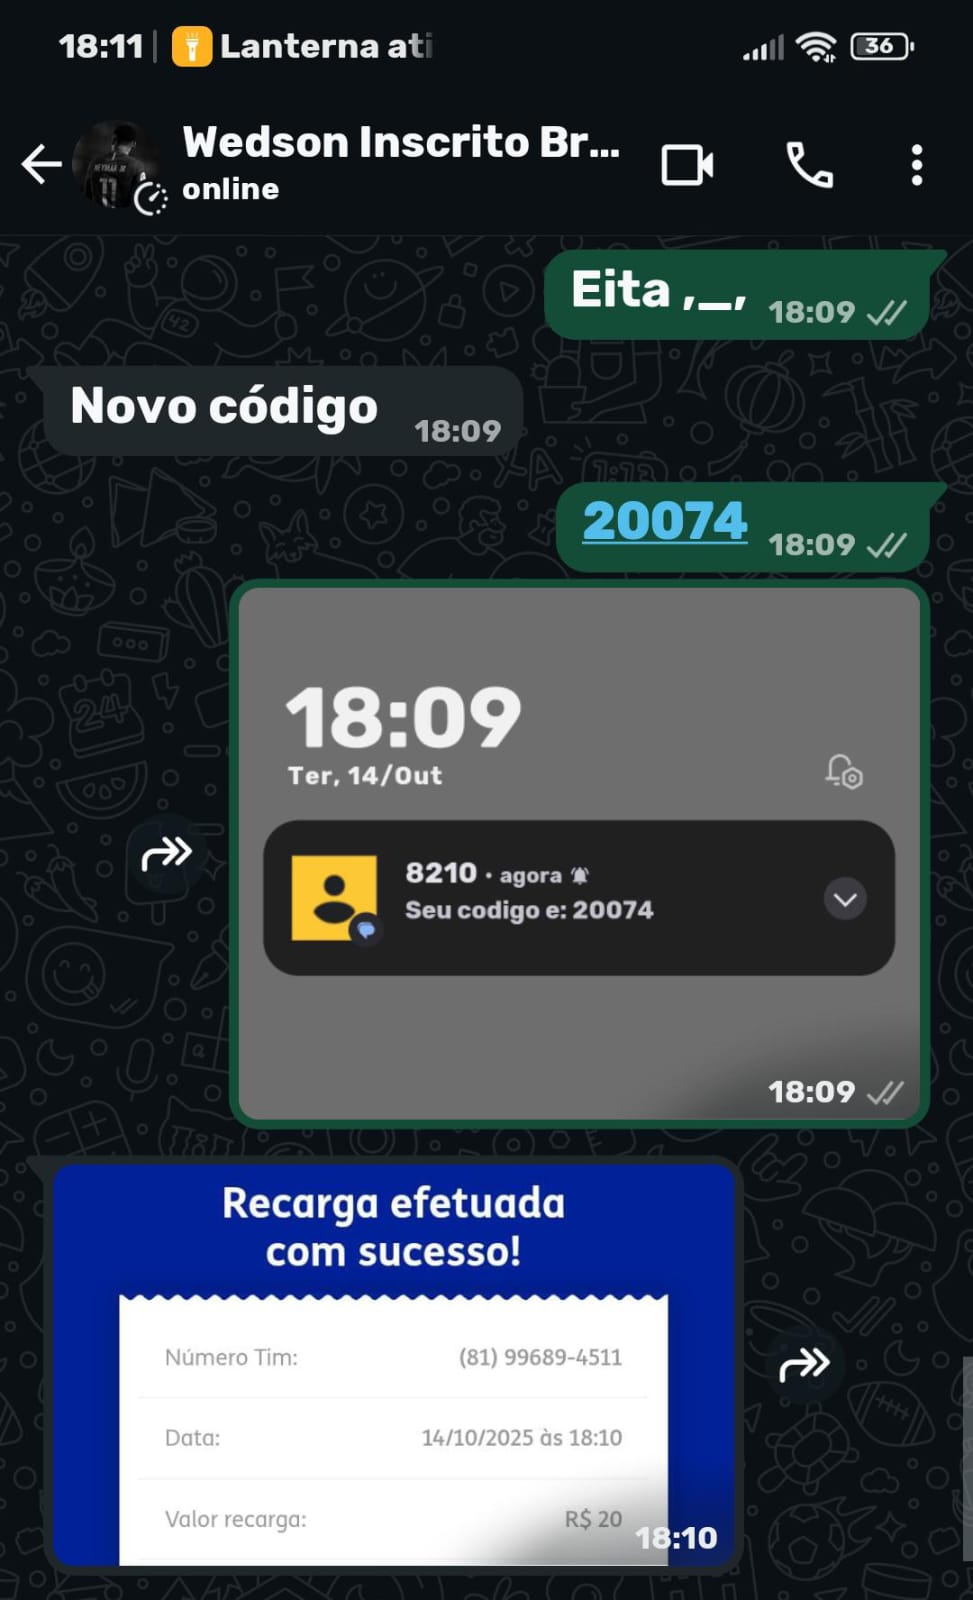 18:11 Lanterna ati
36
Wedson Inscrito Br...
online
Eita ,_, 18:09
Novo código 18:09
20074 18:09
18:09
Ter, 14/Out
8210 • agora
Seu codigo e: 20074
18:09
Recarga efetuada
com sucesso!
Número Tim: (81) 99689-4511
Data: 14/10/2025 às 18:10
Valor recarga: R$ 20
18:10